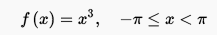 f (x) = x³, −π ≤ x < π